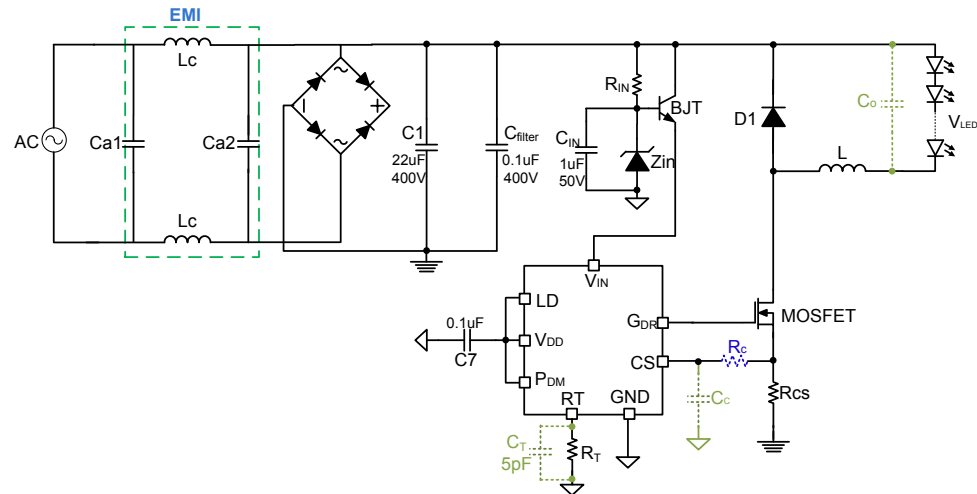 EMI
Lc
AC
Ca1
Ca2
Lc
C1
22uF
400V
Cfilter
0.1uF
400V
RIN
BJT
CIN
1uF
50V
Zin
D1
L
Co
VLED
VIN
LD
VDD
PDM
RT
GND
GDR
CS
0.1uF
C7
MOSFET
Rc
Cc
Rcs
CT
5pF
RT